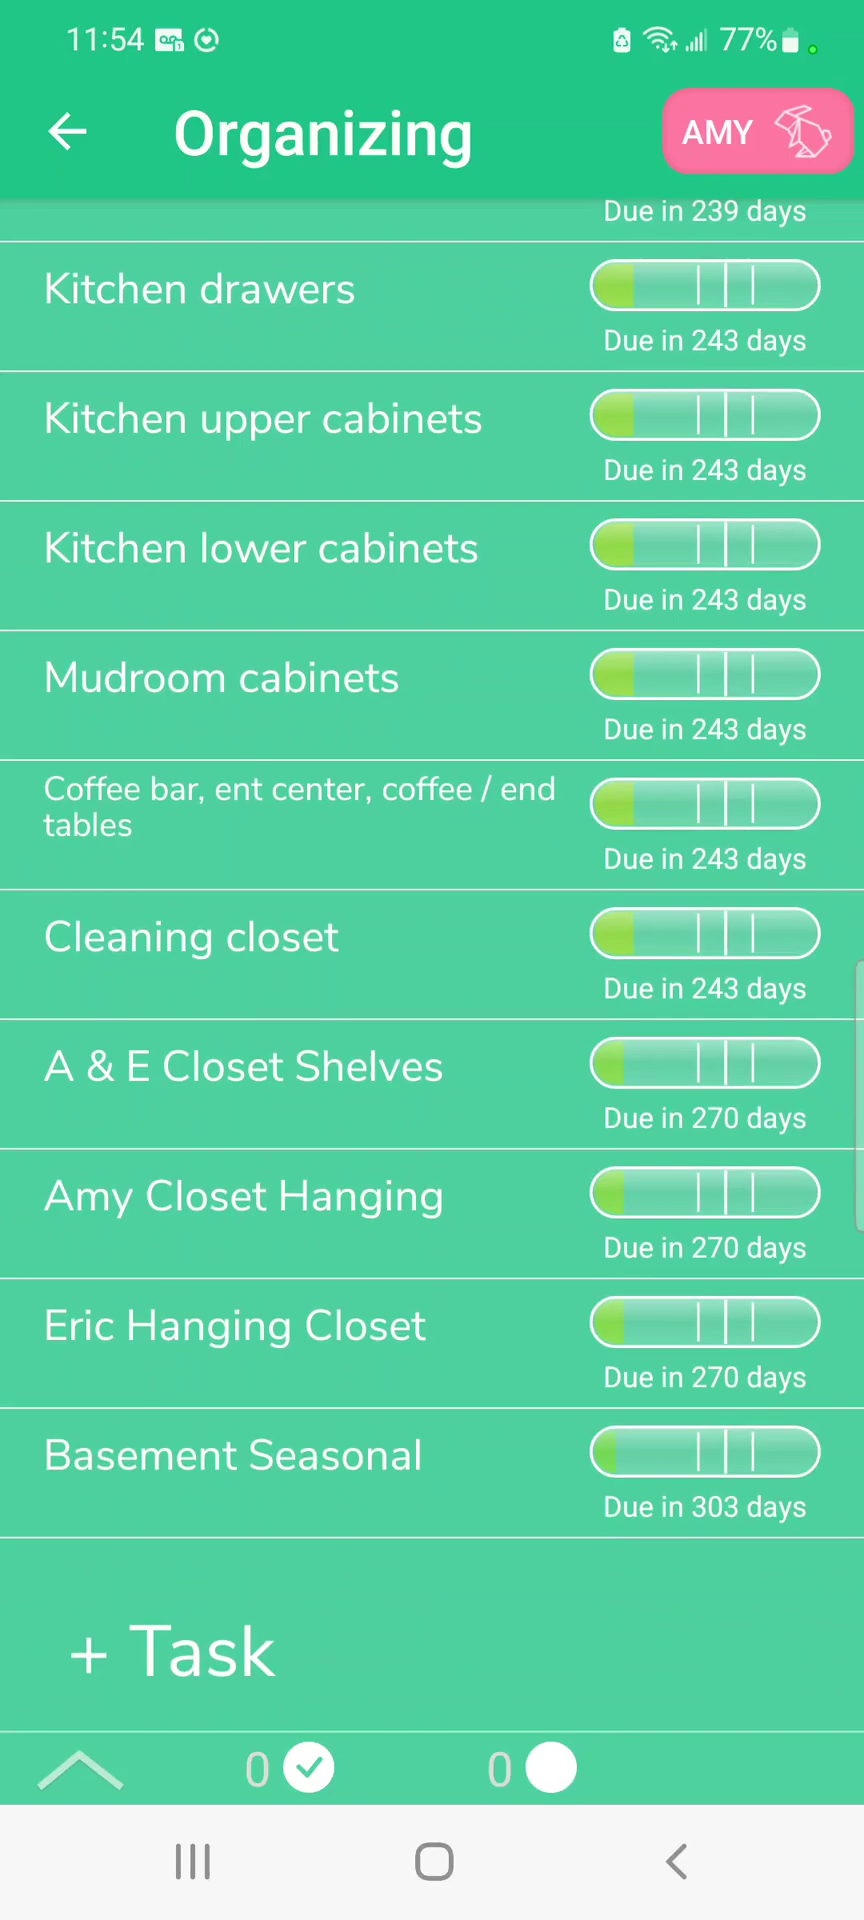 11:54
77%
Organizing
AMY
Due in 239 days
Kitchen drawers
Due in 243 days
Kitchen upper cabinets
Due in 243 days
Kitchen lower cabinets
Due in 243 days
Mudroom cabinets
Due in 243 days
Coffee bar, ent center, coffee / end
tables
Due in 243 days
Cleaning closet
Due in 243 days
A & E Closet Shelves
Due in 270 days
Amy Closet Hanging
Due in 270 days
Eric Hanging Closet
Due in 270 days
Basement Seasonal
Due in 303 days
+ Task
0
0